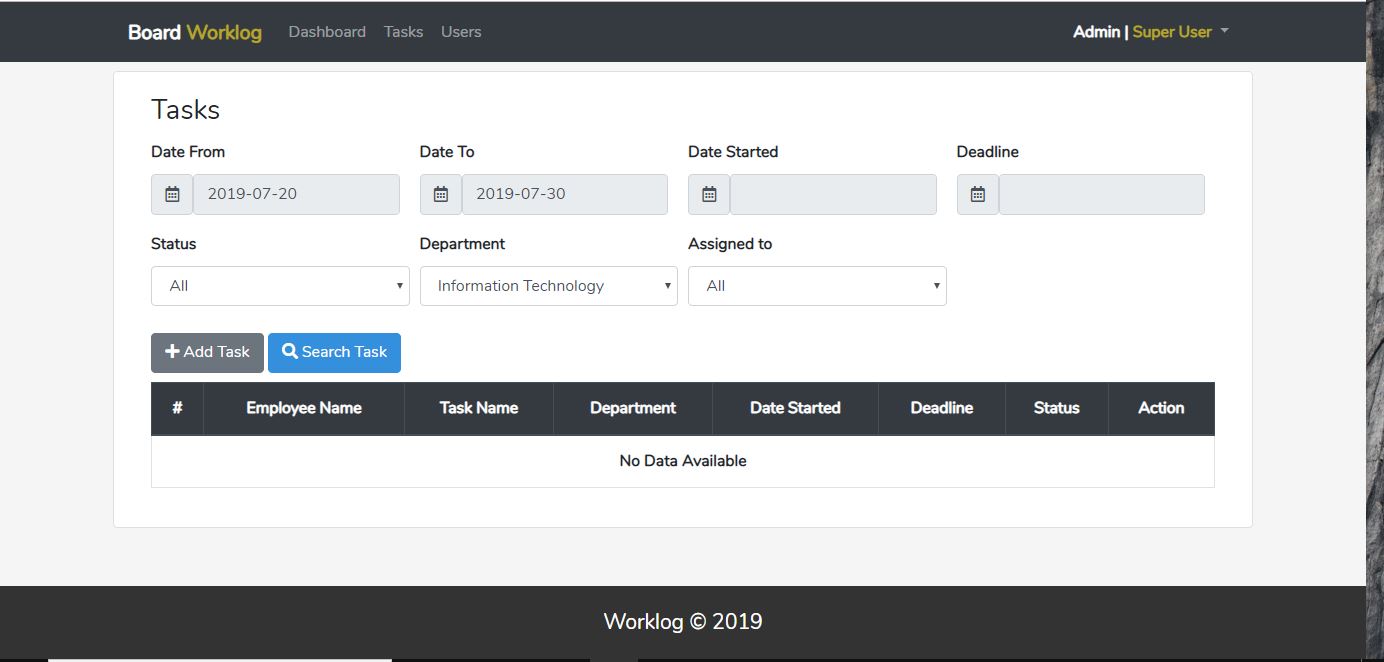 Board Worklog Dashboard Tasks Users Admin | Super User
Tasks
Date From Date To Date Started Deadline
2019-07-20 2019-07-30
Status Department Assigned to
All Information Technology All
Add Task Search Task
# Employee Name Task Name Department Date Started Deadline Status Action
No Data Available
Worklog © 2019